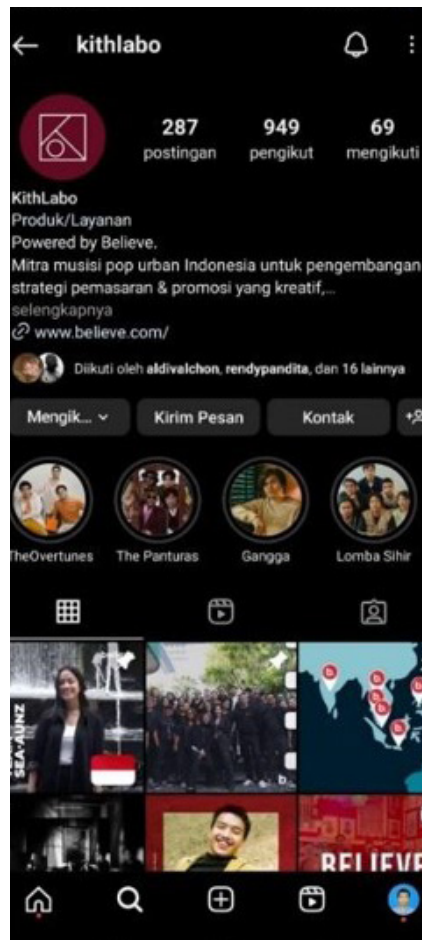 kithlabo
287 949 69
postingan pengikut mengikuti
KithLabo
Produk/Layanan
Powered by Believe.
Mitra musisi pop urban Indonesia untuk pengembangan
strategi pemasaran & promosi yang kreatif,...
selengkapnya
www.believe.com/
Diikuti oleh aldivalchon, rendypandita, dan 16 lainnya
Mengik... Kirim Pesan Kontak
TheOvertunes The Panturas Gangga Lomba Sihir
SEA-AUNZ
b.
b b b b b
BELIEVE